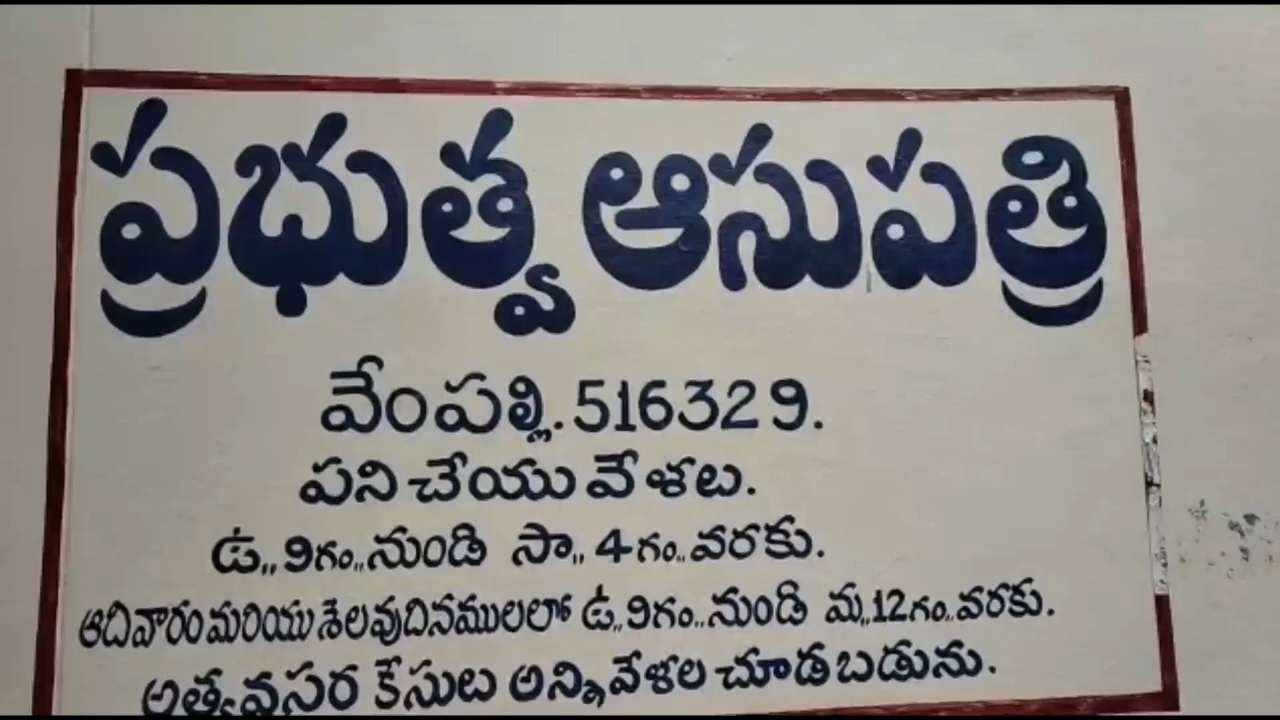 ప్రభుత్వ ఆసుపత్రి
వేంపల్లి. 516329.
పని చేయు వేళట.
ఉ,, 9గం,, నుండి సా,, 4గం,, వరకు.
ఆదివారం మరియు శెలవుదినములలో ఉ,, 9గం,, నుండి మ,, 12గం,, వరకు.
అత్యవసర కేసుట అన్నివేళల చూడబడును.